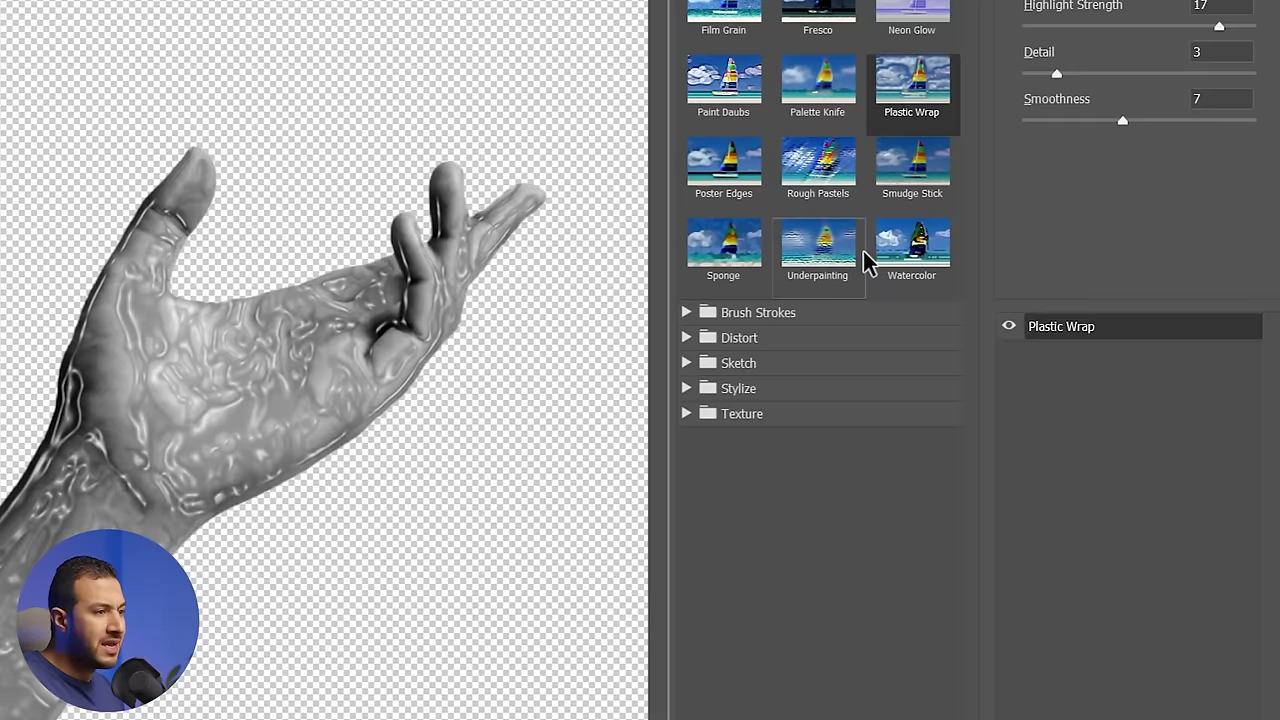 Highlight Strength 17
Film Grain Fresco Neon Glow
Detail 3
Paint Daubs Palette Knife Plastic Wrap
Smoothness 7
Poster Edges Rough Pastels Smudge Stick
Sponge Underpainting Watercolor
Brush Strokes
Plastic Wrap
Distort
Sketch
Stylize
Texture